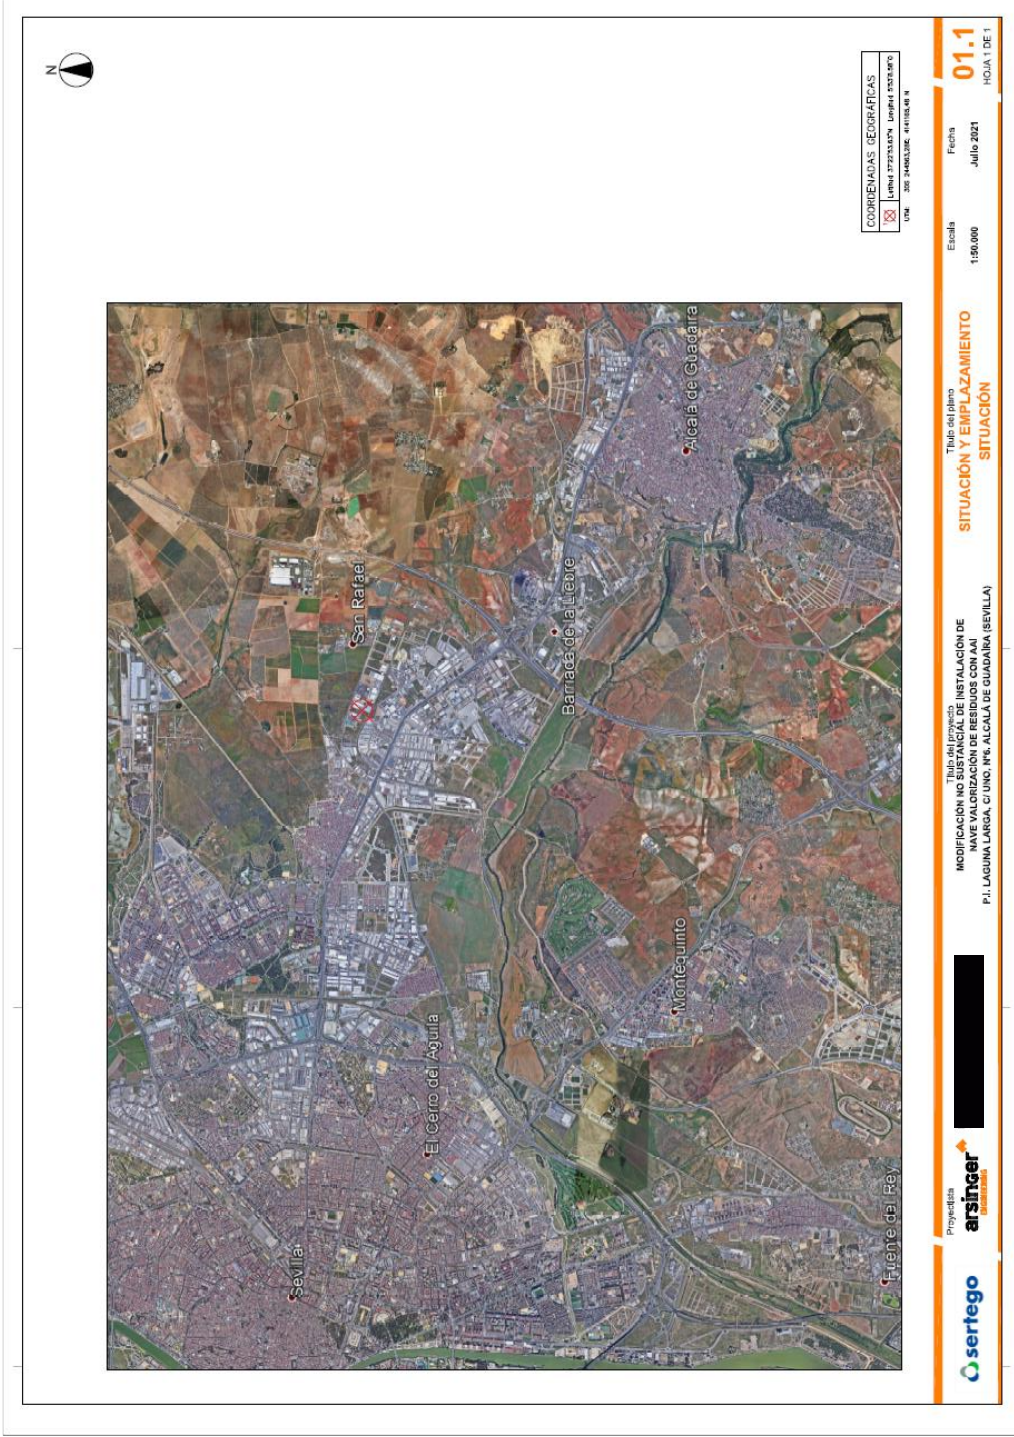 N
COORDENADAS GEOGRÁFICAS
Sevilla
El Cerro del Águila
San Rafael
Barriada de la Liebre
Alcalá de Guadaira
Montequinto
Fuente del Rey
sertego
Proyectista
arsinger
ENGINEERING
Título del proyecto
MODIFICACIÓN NO SUSTANCIAL DE INSTALACIÓN DE
NAVE VALORIZACIÓN DE RESIDUOS CON AAI
P.I. LAGUNA LARGA, C/ UNO, Nº6. ALCALÁ DE GUADAÍRA (SEVILLA)
Título del plano
SITUACIÓN Y EMPLAZAMIENTO
SITUACIÓN
Escala
1:50.000
Fecha
Julio 2021
01.1
HOJA 1 DE 1